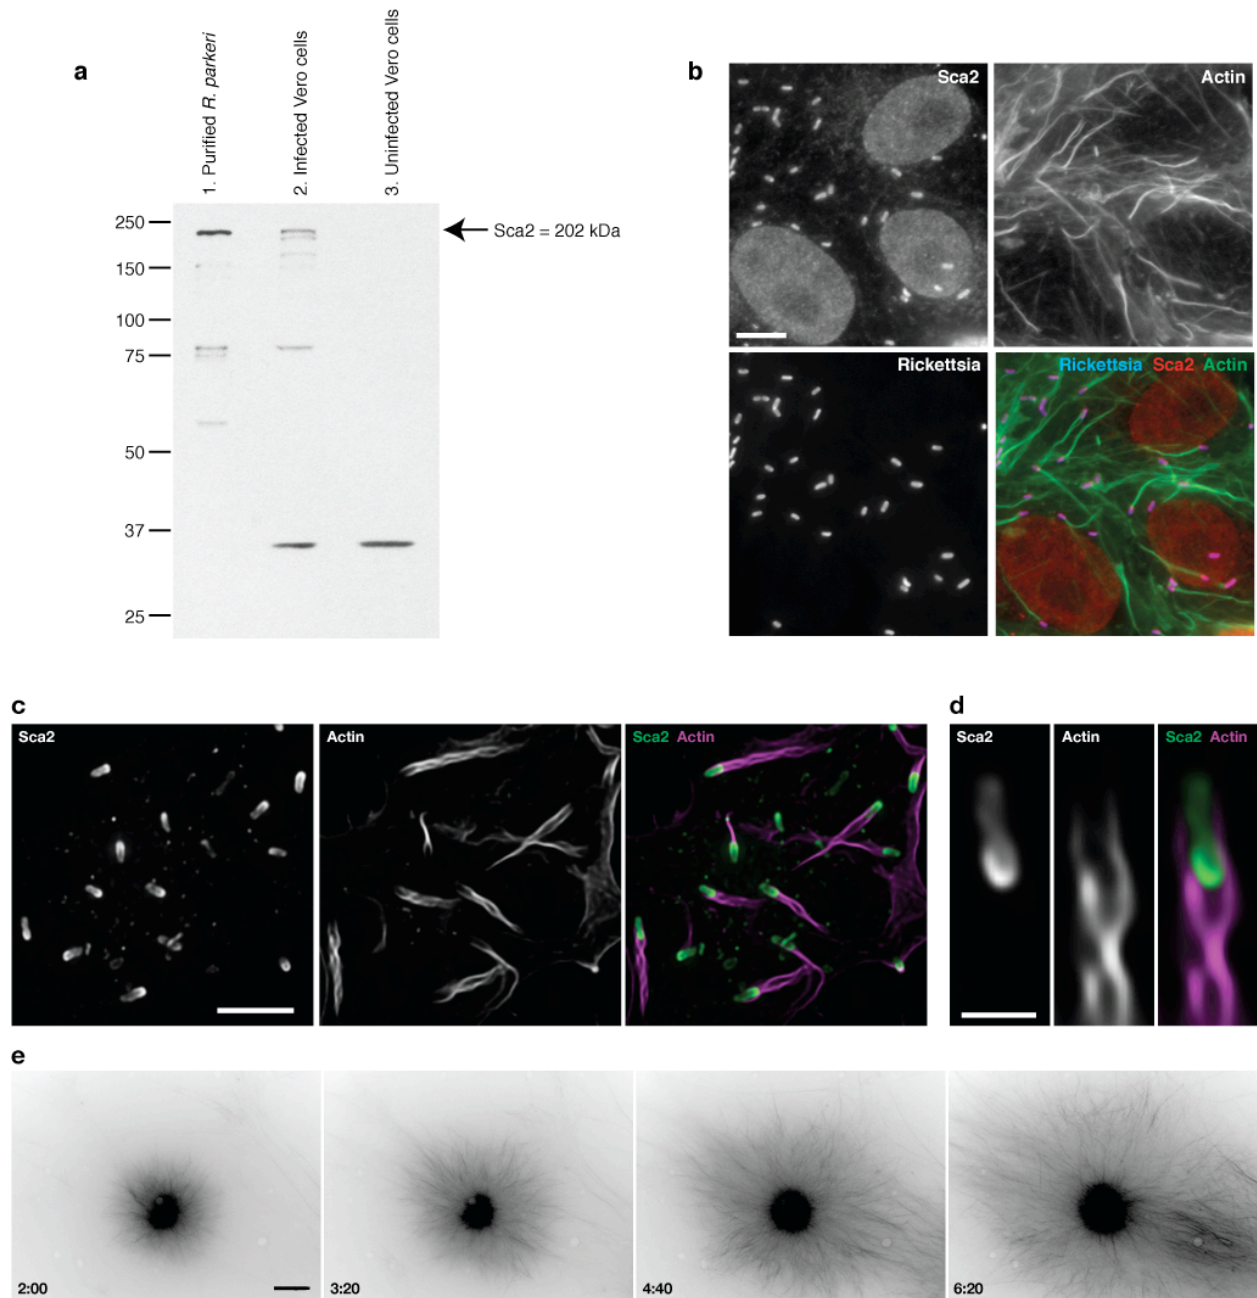 a
1. Purified R. parkeri
2. Infected Vero cells
3. Uninfected Vero cells
250
150
100
75
50
37
25
Sca2 = 202 kDa
b
Sca2
Actin
Rickettsia
Rickettsia Sca2 Actin
c
Sca2
Actin
Sca2 Actin
d
Sca2
Actin
Sca2 Actin
e
2:00
3:20
4:40
6:20